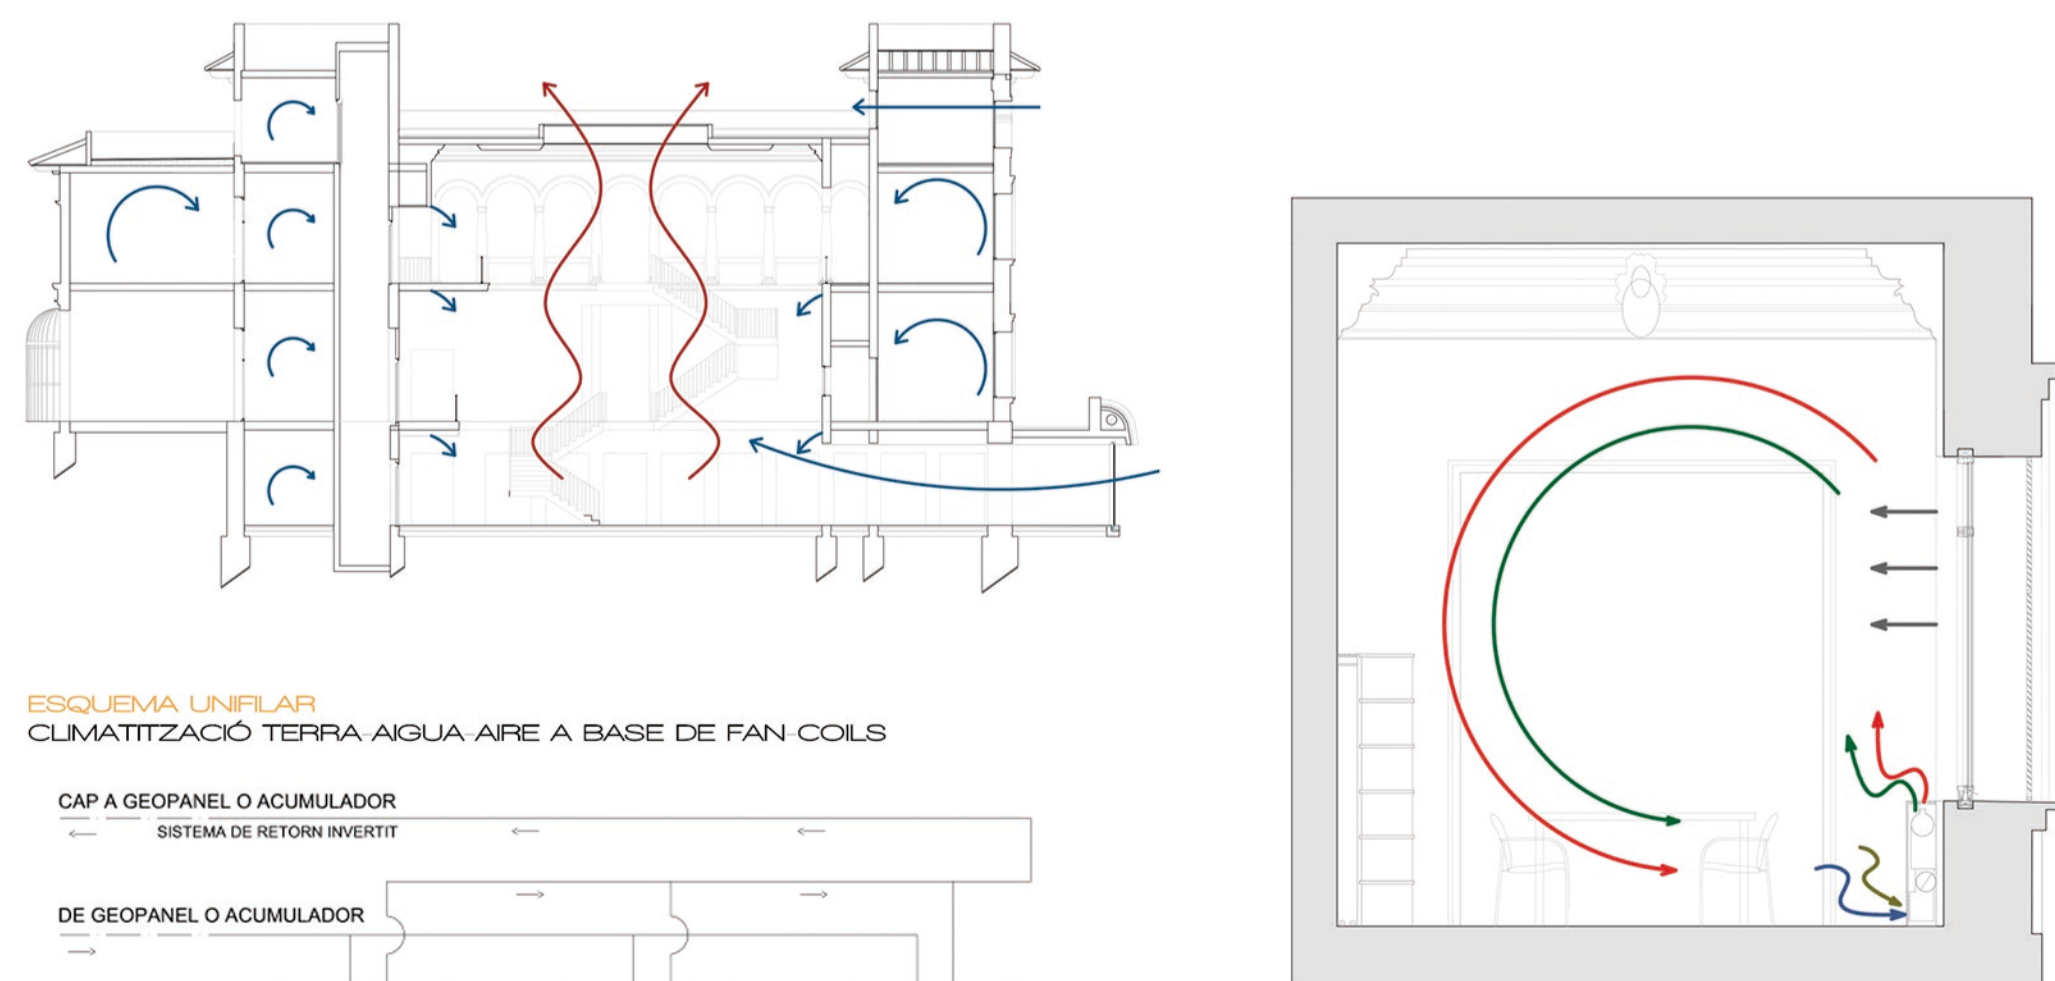 ESQUEMA UNIFILAR
CLIMATITZACIÓ TERRA-AIGUA-AIRE A BASE DE FAN-COILS
CAP A GEOPANEL O ACUMULADOR
SISTEMA DE RETORN INVERTIT
DE GEOPANEL O ACUMULADOR